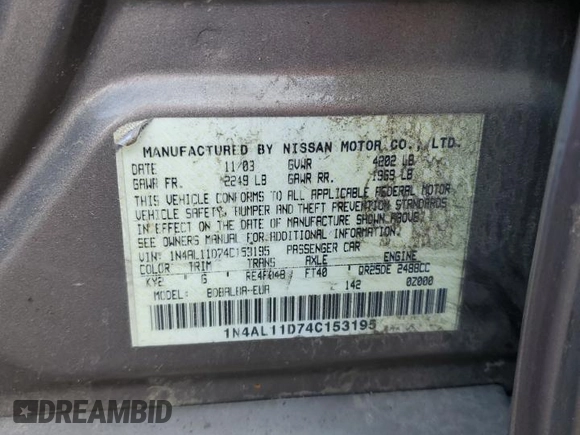 MANUFACTURED BY NISSAN MOTOR CO., LTD.
DATE 11/03 GVWR 4202 LB
GAWR FR. 2249 LB GAWR RR. 1969 LB
THIS VEHICLE CONFORMS TO ALL APPLICABLE FEDERAL MOTOR
VEHICLE SAFETY, BUMPER AND THEFT PREVENTION STANDARDS
IN EFFECT ON THE DATE OF MANUFACTURE SHOWN ABOVE.
SEE OWNERS MANUAL FOR ADDITIONAL INFORMATION.
VIN: 1N4AL11D74C153195 PASSENGER CAR
COLOR TRIM TRANS AXLE ENGINE
KY2 G RE4F04B FT40 QR25DE 2488CC
MODEL: BDBALHA-EUA 142 0Z000
1N4AL11D74C153195
DREAMBID